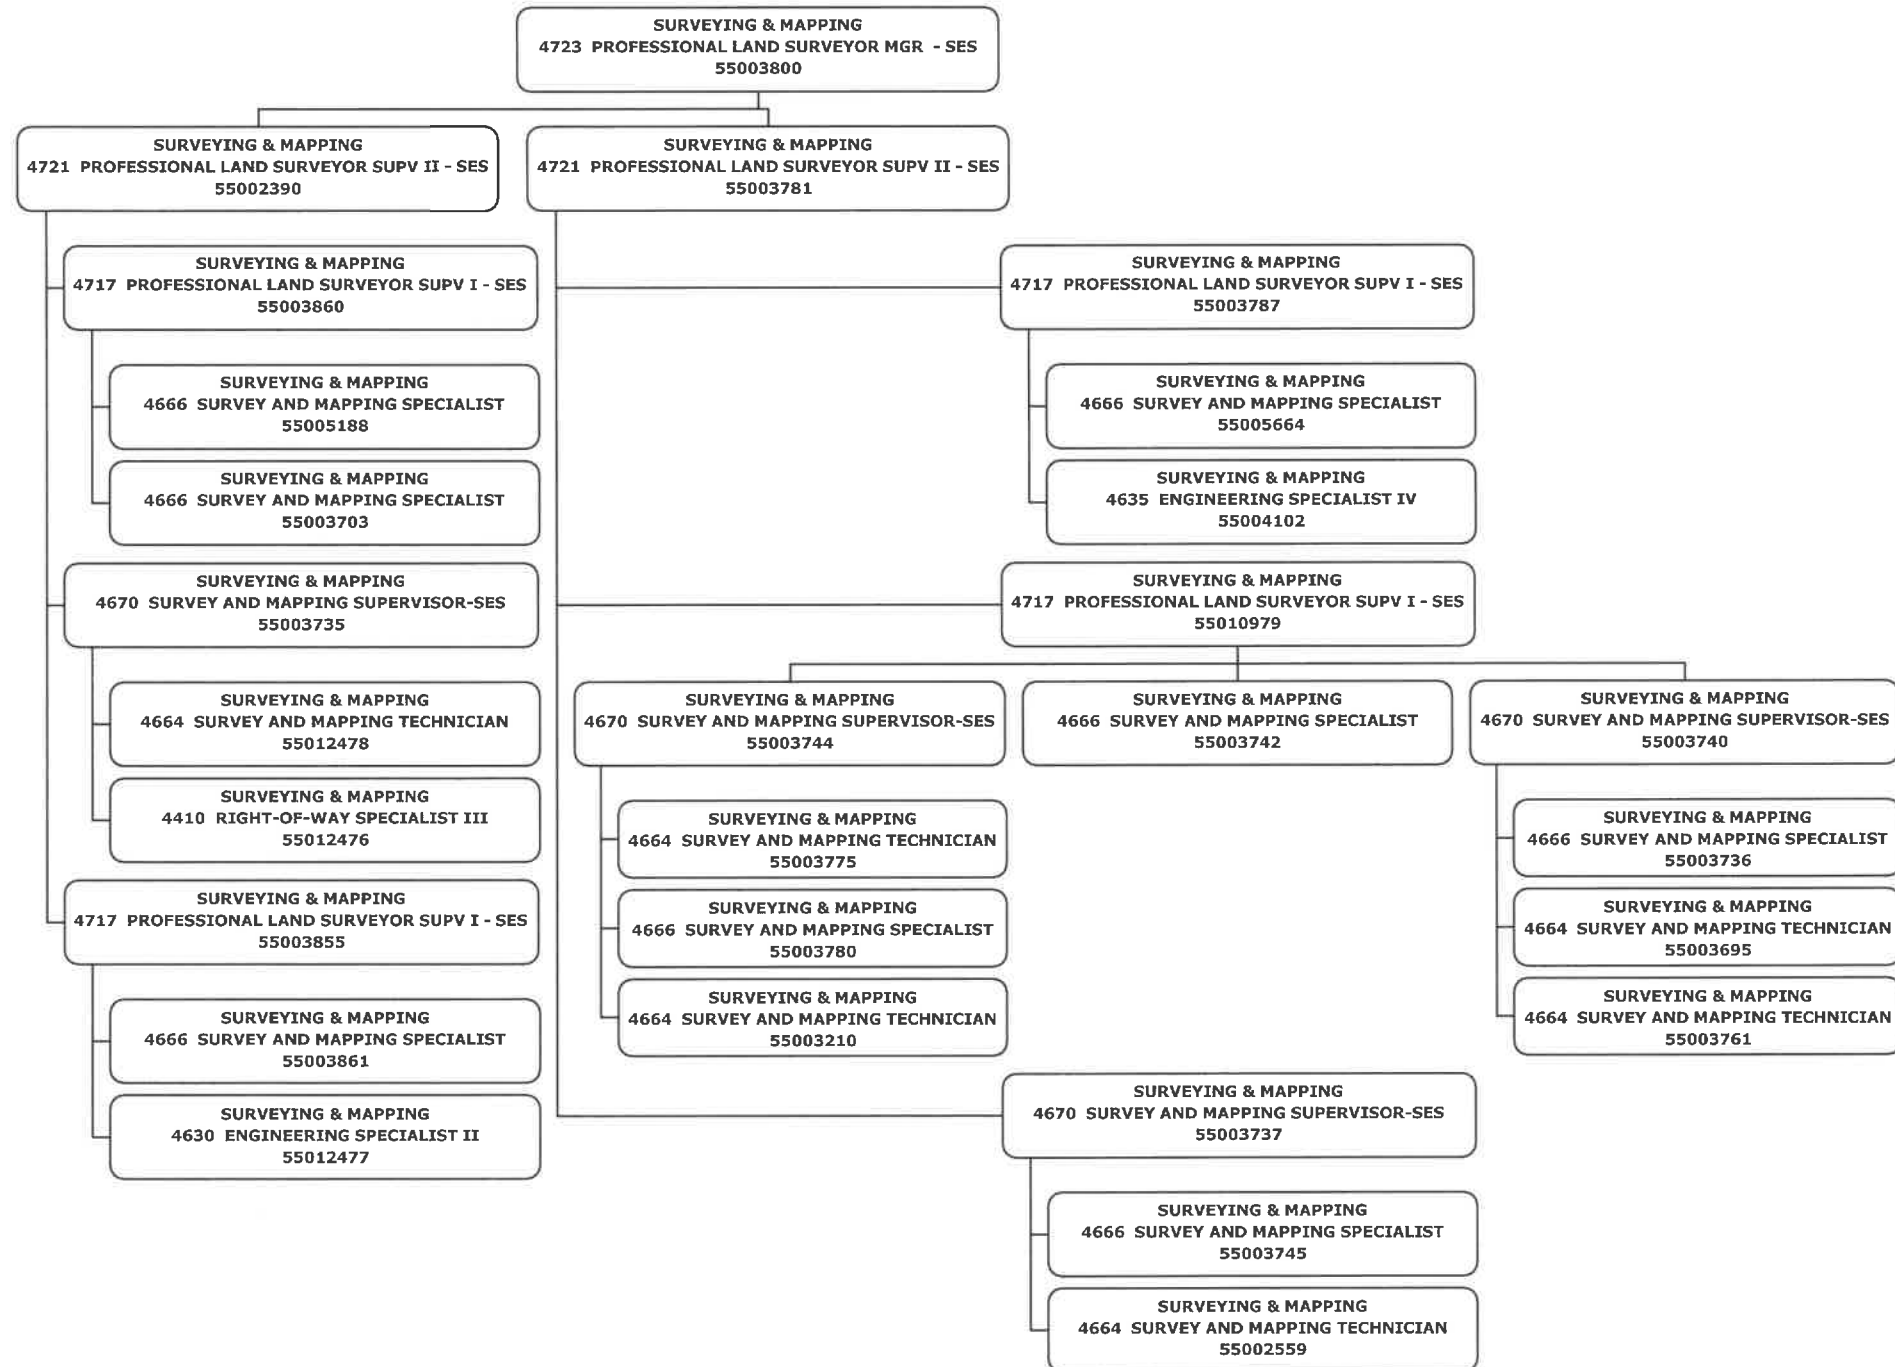 SURVEYING & MAPPING
4723 PROFESSIONAL LAND SURVEYOR MGR - SES
55003800
SURVEYING & MAPPING
4721 PROFESSIONAL LAND SURVEYOR SUPV II - SES
55002390
SURVEYING & MAPPING
4721 PROFESSIONAL LAND SURVEYOR SUPV II - SES
55003781
SURVEYING & MAPPING
4717 PROFESSIONAL LAND SURVEYOR SUPV I - SES
55003860
SURVEYING & MAPPING
4666 SURVEY AND MAPPING SPECIALIST
55005188
SURVEYING & MAPPING
4666 SURVEY AND MAPPING SPECIALIST
55003703
SURVEYING & MAPPING
4670 SURVEY AND MAPPING SUPERVISOR-SES
55003735
SURVEYING & MAPPING
4664 SURVEY AND MAPPING TECHNICIAN
55012478
SURVEYING & MAPPING
4410 RIGHT-OF-WAY SPECIALIST III
55012476
SURVEYING & MAPPING
4717 PROFESSIONAL LAND SURVEYOR SUPV I - SES
55003855
SURVEYING & MAPPING
4666 SURVEY AND MAPPING SPECIALIST
55003861
SURVEYING & MAPPING
4630 ENGINEERING SPECIALIST II
55012477
SURVEYING & MAPPING
4717 PROFESSIONAL LAND SURVEYOR SUPV I - SES
55003787
SURVEYING & MAPPING
4666 SURVEY AND MAPPING SPECIALIST
55005664
SURVEYING & MAPPING
4635 ENGINEERING SPECIALIST IV
55004102
SURVEYING & MAPPING
4717 PROFESSIONAL LAND SURVEYOR SUPV I - SES
55010979
SURVEYING & MAPPING
4670 SURVEY AND MAPPING SUPERVISOR-SES
55003744
SURVEYING & MAPPING
4664 SURVEY AND MAPPING TECHNICIAN
55003775
SURVEYING & MAPPING
4666 SURVEY AND MAPPING SPECIALIST
55003780
SURVEYING & MAPPING
4664 SURVEY AND MAPPING TECHNICIAN
55003210
SURVEYING & MAPPING
4666 SURVEY AND MAPPING SPECIALIST
55003742
SURVEYING & MAPPING
4670 SURVEY AND MAPPING SUPERVISOR-SES
55003740
SURVEYING & MAPPING
4666 SURVEY AND MAPPING SPECIALIST
55003736
SURVEYING & MAPPING
4664 SURVEY AND MAPPING TECHNICIAN
55003695
SURVEYING & MAPPING
4664 SURVEY AND MAPPING TECHNICIAN
55003761
SURVEYING & MAPPING
4670 SURVEY AND MAPPING SUPERVISOR-SES
55003737
SURVEYING & MAPPING
4666 SURVEY AND MAPPING SPECIALIST
55003745
SURVEYING & MAPPING
4664 SURVEY AND MAPPING TECHNICIAN
55002559